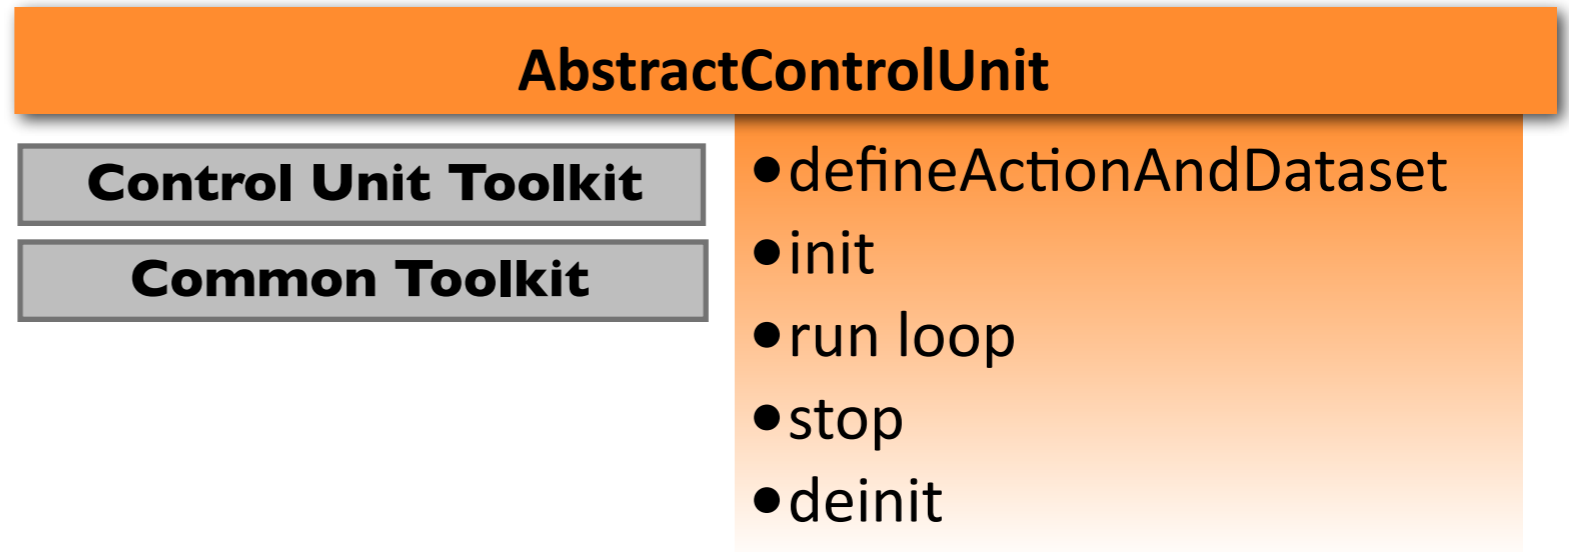 AbstractControlUnit
Control Unit Toolkit
Common Toolkit
•defineActionAndDataset
•init
•run loop
•stop
•deinit